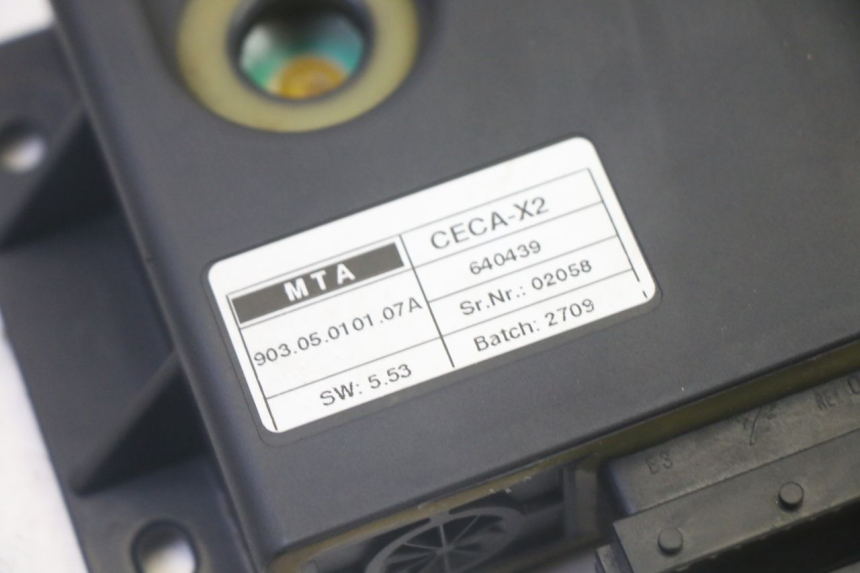 MTA
903.05.0101.07A
SW: 5.53
CECA-X2
640439
Sr.Nr.: 02058
Batch: 2709